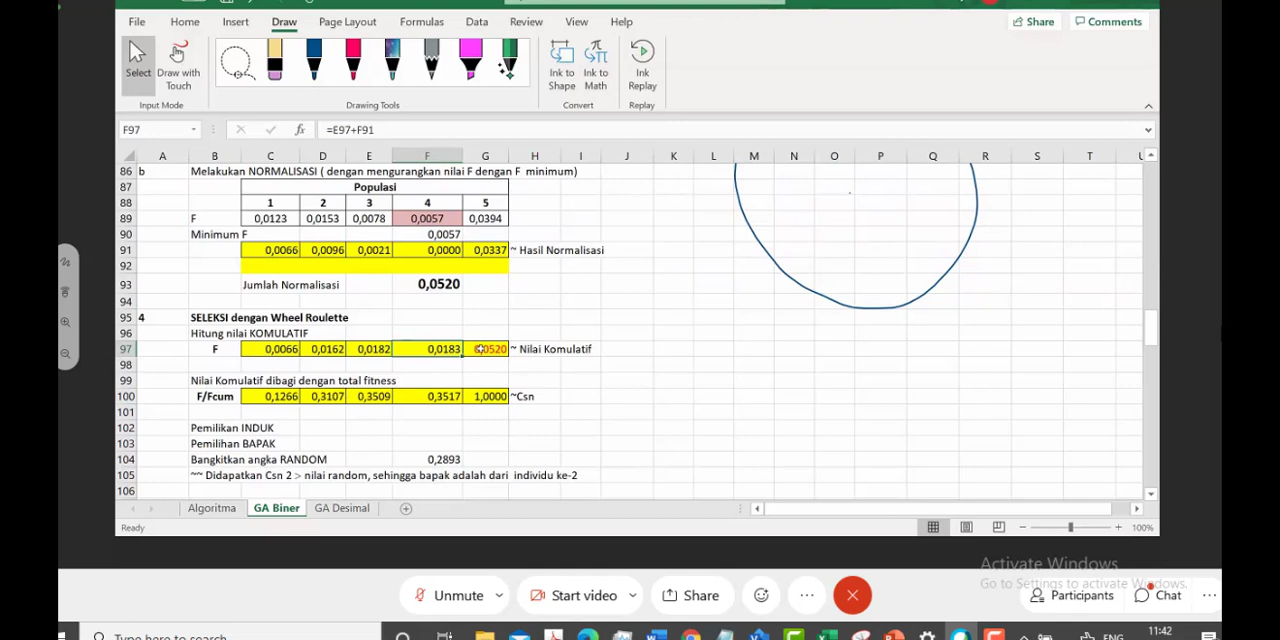 File Home Insert Draw Page Layout Formulas Data Review View Help Share Comments
Select
Draw with Touch
Ink to Shape
Ink to Math
Ink Replay
Input Mode
Drawing Tools
Convert
Replay
F97
fx
=E97+F91
A B C D E F G H I J K L M N O P Q R S T U
86 b Melakukan NORMALISASI ( dengan mengurangkan nilai F dengan F minimum)
87 Populasi
88 1 2 3 4 5
89 F 0,0123 0,0153 0,0078 0,0057 0,0394
90 Minimum F 0,0057
91 0,0066 0,0096 0,0021 0,0000 0,0337 ~ Hasil Normalisasi
92
93 Jumlah Normalisasi 0,0520
94
95 4 SELEKSI dengan Wheel Roulette
96 Hitung nilai KOMULATIF
97 F 0,0066 0,0162 0,0182 0,0183 0,0520 ~ Nilai Komulatif
98
99 Nilai Komulatif dibagi dengan total fitness
100 F/Fcum 0,1266 0,3107 0,3509 0,3517 1,0000 ~Csn
101
102 Pemilikan INDUK
103 Pemilihan BAPAK
104 Bangkitkan angka RANDOM 0,2893
105 ~~ Didapatkan Csn 2 > nilai random, sehingga bapak adalah dari individu ke-2
106
Algoritma GA Biner GA Desimal
Ready 100%
Activate Windows
Go to Settings to activate Windows.
Unmute Start video Share Participants Chat
Type here to search ENG 11:42